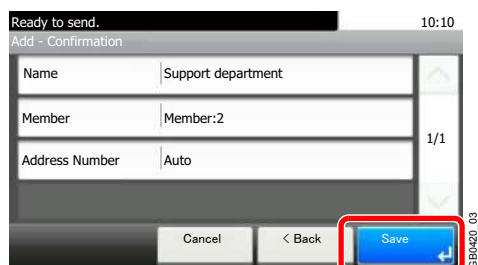 Ready to send. 10:10
Add - Confirmation
Name Support department
Member Member:2
1/1
Address Number Auto
Cancel < Back Save
GB0420_03